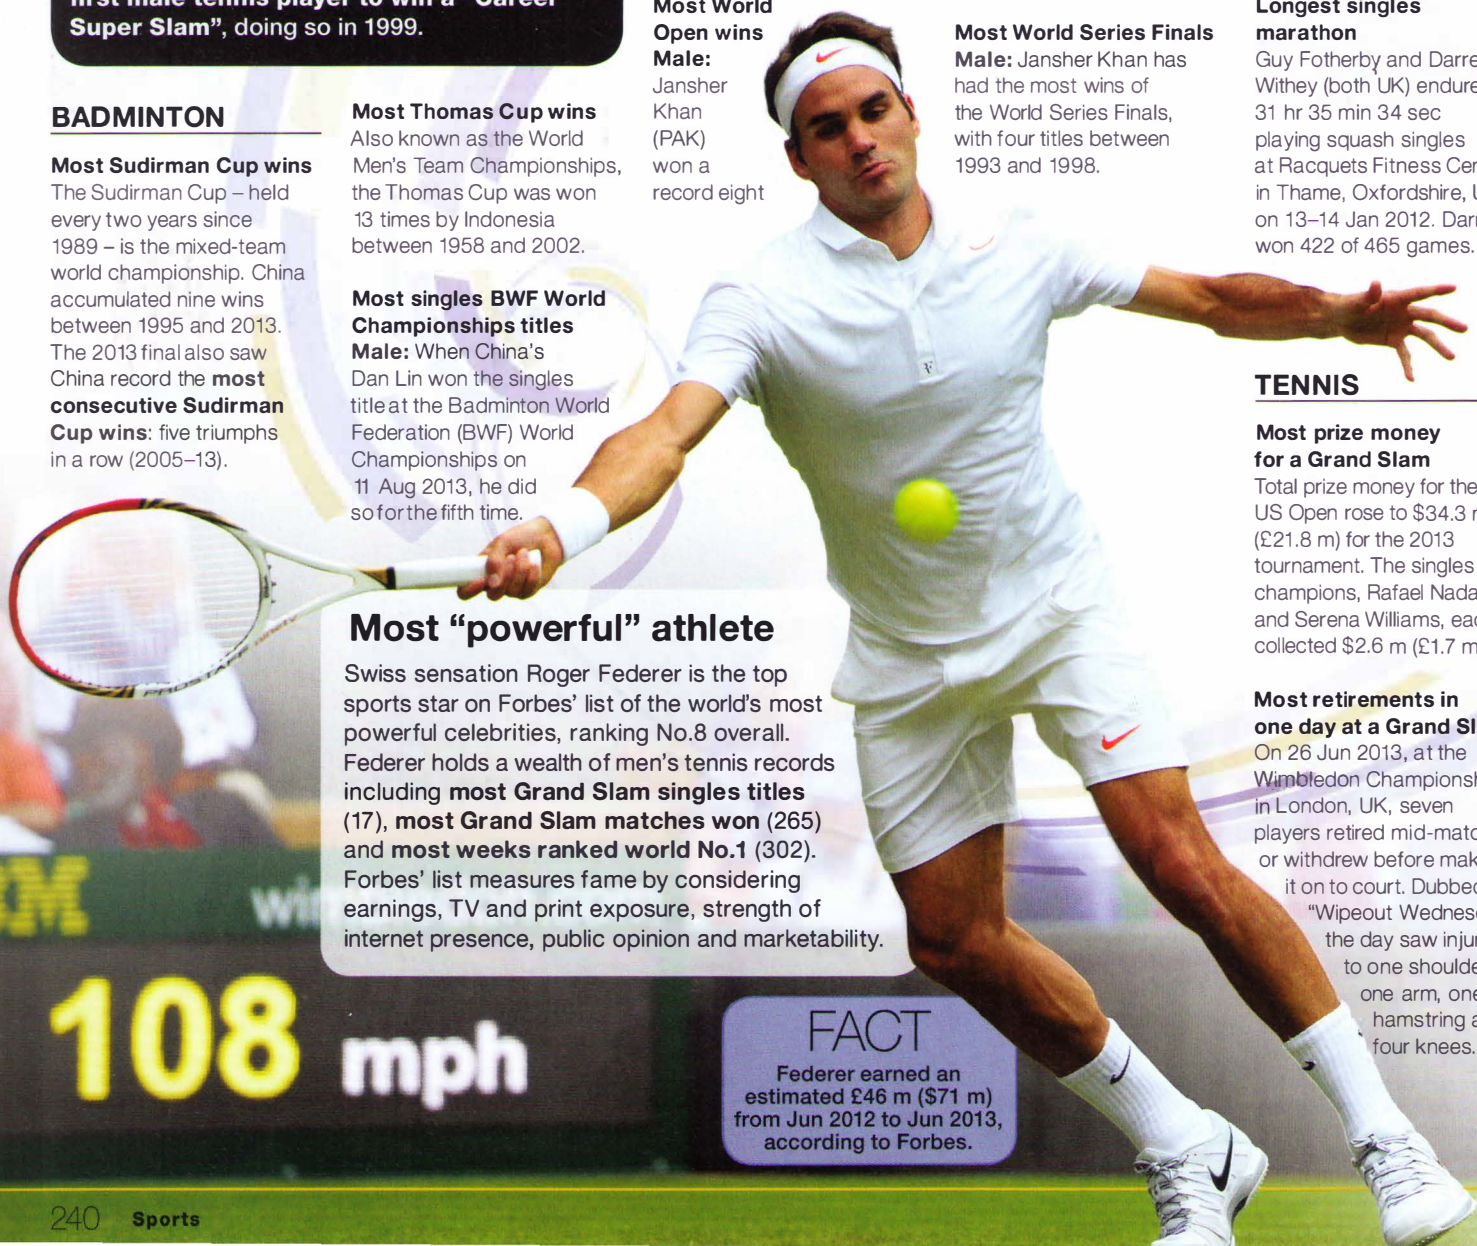 first male tennis player to win a "Career
Super Slam", doing so in 1999.
BADMINTON
Most Sudirman Cup wins
The Sudirman Cup – held
every two years since
1989 – is the mixed-team
world championship. China
accumulated nine wins
between 1995 and 2013.
The 2013 final also saw
China record the most
consecutive Sudirman
Cup wins: five triumphs
in a row (2005–13).
Most Thomas Cup wins
Also known as the World
Men's Team Championships,
the Thomas Cup was won
13 times by Indonesia
between 1958 and 2002.
Most singles BWF World
Championships titles
Male: When China's
Dan Lin won the singles
title at the Badminton World
Federation (BWF) World
Championships on
11 Aug 2013, he did
so for the fifth time.
Most World
Open wins
Male:
Jansher
Khan
(PAK)
won a
record eight
Most World Series Finals
Male: Jansher Khan has
had the most wins of
the World Series Finals,
with four titles between
1993 and 1998.
Longest singles
marathon
Guy Fotherby and Darre
Withey (both UK) endure
31 hr 35 min 34 sec
playing squash singles
at Racquets Fitness Cen
in Thame, Oxfordshire,
on 13–14 Jan 2012. Darr
won 422 of 465 games.
TENNIS
Most prize money
for a Grand Slam
Total prize money for the
US Open rose to $34.3
(£21.8 m) for the 2013
tournament. The singles
champions, Rafael Nada
and Serena Williams, eac
collected $2.6 m (£1.7 m
Most retirements in
one day at a Grand Sl
On 26 Jun 2013, at the
Wimbledon Championsh
in London, UK, seven
players retired mid-matc
or withdrew before mak
it on to court. Dubbed
"Wipeout Wednes
the day saw injur
to one shoulde
one arm, one
hamstring a
four knees.
Most "powerful" athlete
Swiss sensation Roger Federer is the top
sports star on Forbes' list of the world's most
powerful celebrities, ranking No.8 overall.
Federer holds a wealth of men's tennis records
including most Grand Slam singles titles
(17), most Grand Slam matches won (265)
and most weeks ranked world No.1 (302).
Forbes' list measures fame by considering
earnings, TV and print exposure, strength of
internet presence, public opinion and marketability.
PRO STAFF
108 mph
FACT
Federer earned an
estimated £46 m ($71 m)
from Jun 2012 to Jun 2013,
according to Forbes.
240 Sports